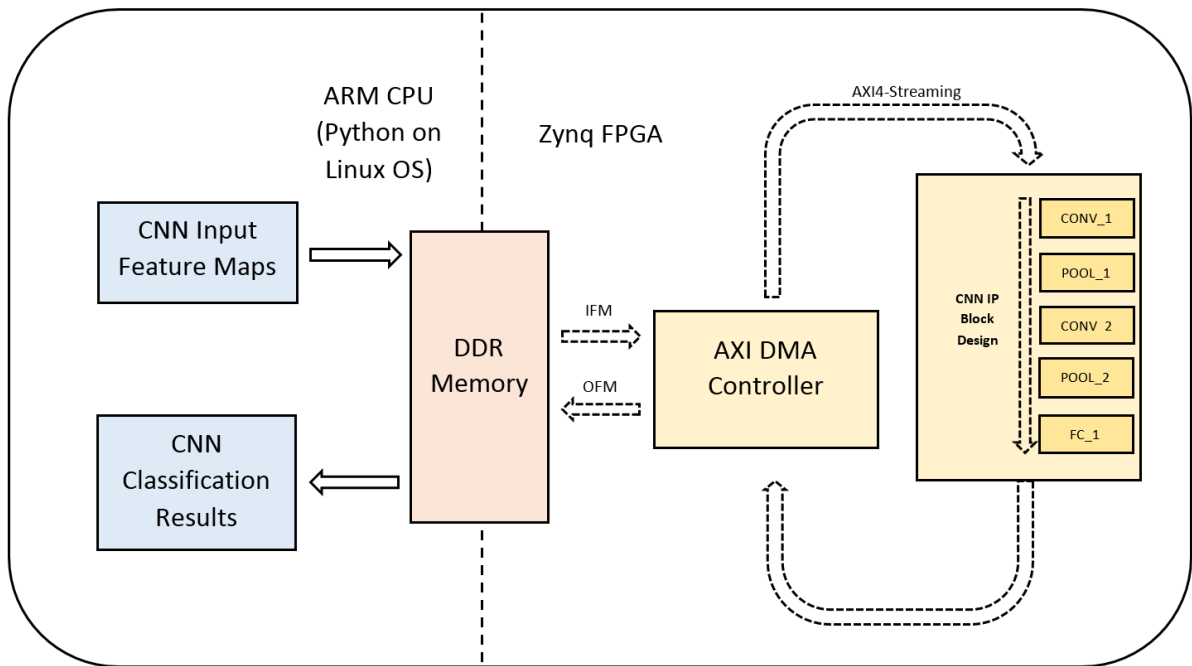 ARM CPU
(Python on
Linux OS)
Zynq FPGA
AXI4-Streaming
CNN Input
Feature Maps
DDR
Memory
IFM
OFM
AXI DMA
Controller
CNN IP
Block
Design
CONV_1
POOL_1
CONV_2
POOL_2
FC_1
CNN
Classification
Results